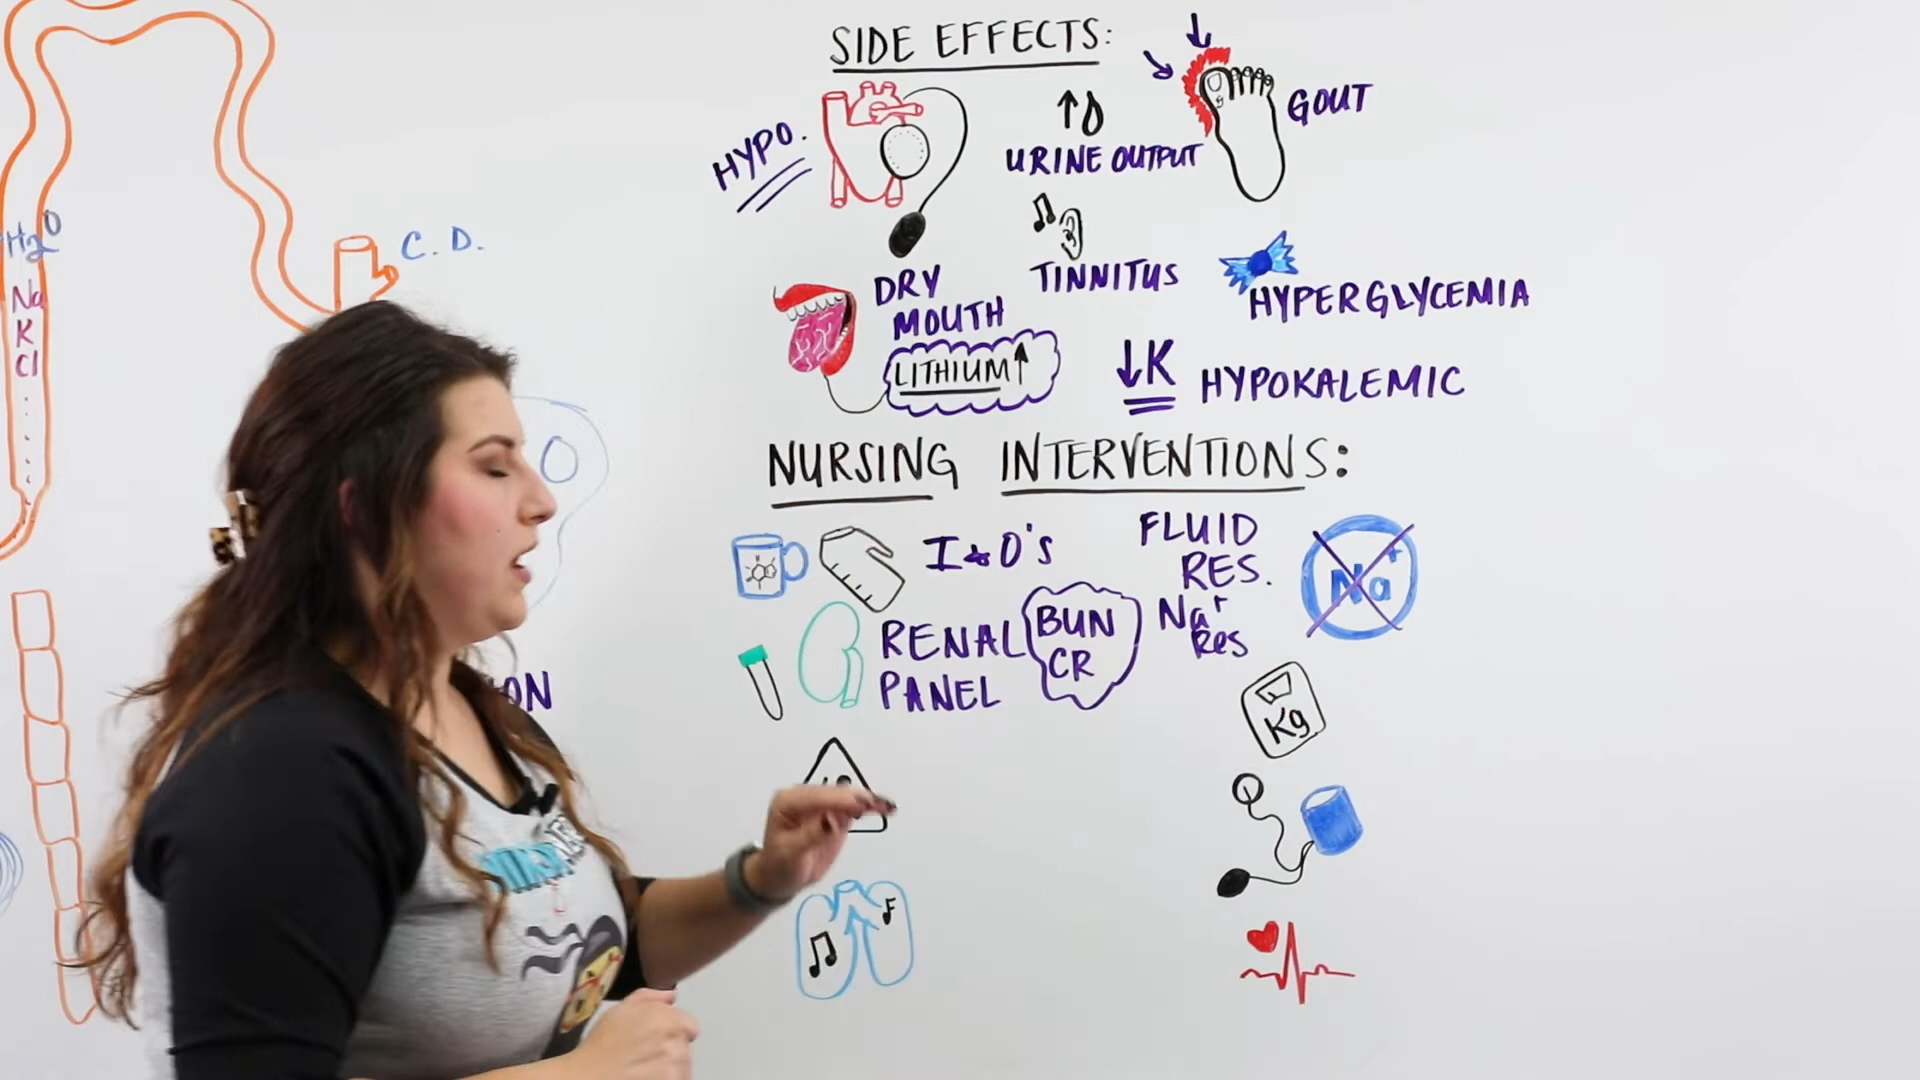 SIDE EFFECTS:
HYPO.
URINE OUTPUT
GOUT
H2O
C. D.
Na
K
Cl
DRY
MOUTH
LITHIUM↑
TINNITUS
HYPERGLYCEMIA
↓K HYPOKALEMIC
NURSING INTERVENTIONS:
I & O'S
FLUID
RES.
Na+
Res
Na+
RENAL
PANEL
BUN
CR
Kg
ON
F